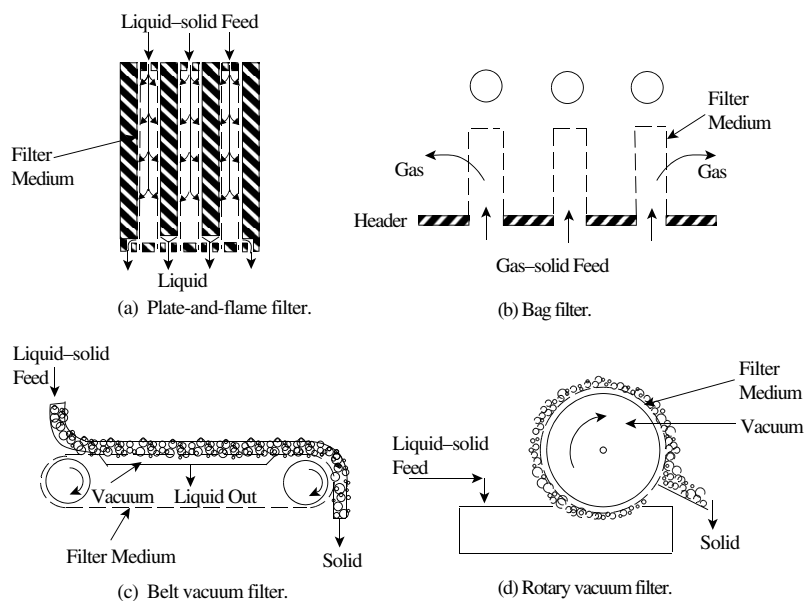 Liquid–solid Feed
Filter
Medium
Liquid
(a) Plate-and-flame filter.
Filter
Medium
Gas
Gas
Header
Gas–solid Feed
(b) Bag filter.
Liquid–solid
Feed
Vacuum
Liquid Out
Filter Medium
Solid
(c) Belt vacuum filter.
Filter
Medium
Vacuum
Liquid–solid
Feed
Solid
(d) Rotary vacuum filter.